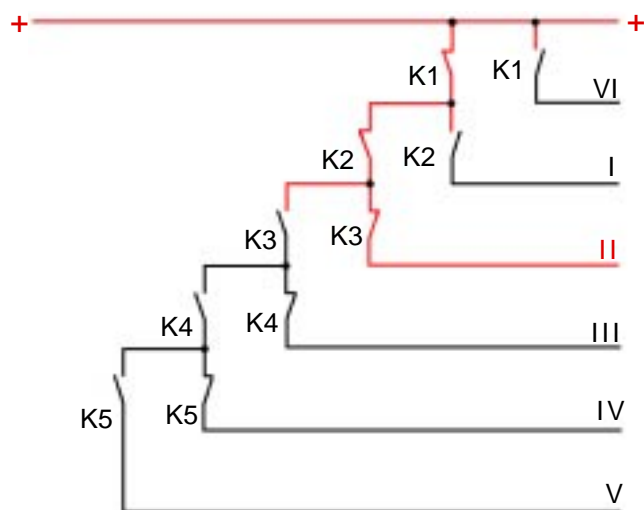 + +
K1 K1
VI
K2 K2
I
K3 K3
II
K4 K4
III
K5 K5
IV
V